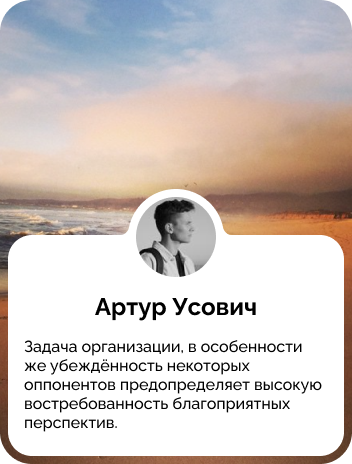 Артур Усович
Задача организации, в особенности
же убеждённость некоторых
оппонентов предопределяет высокую
востребованность благоприятных
перспектив.